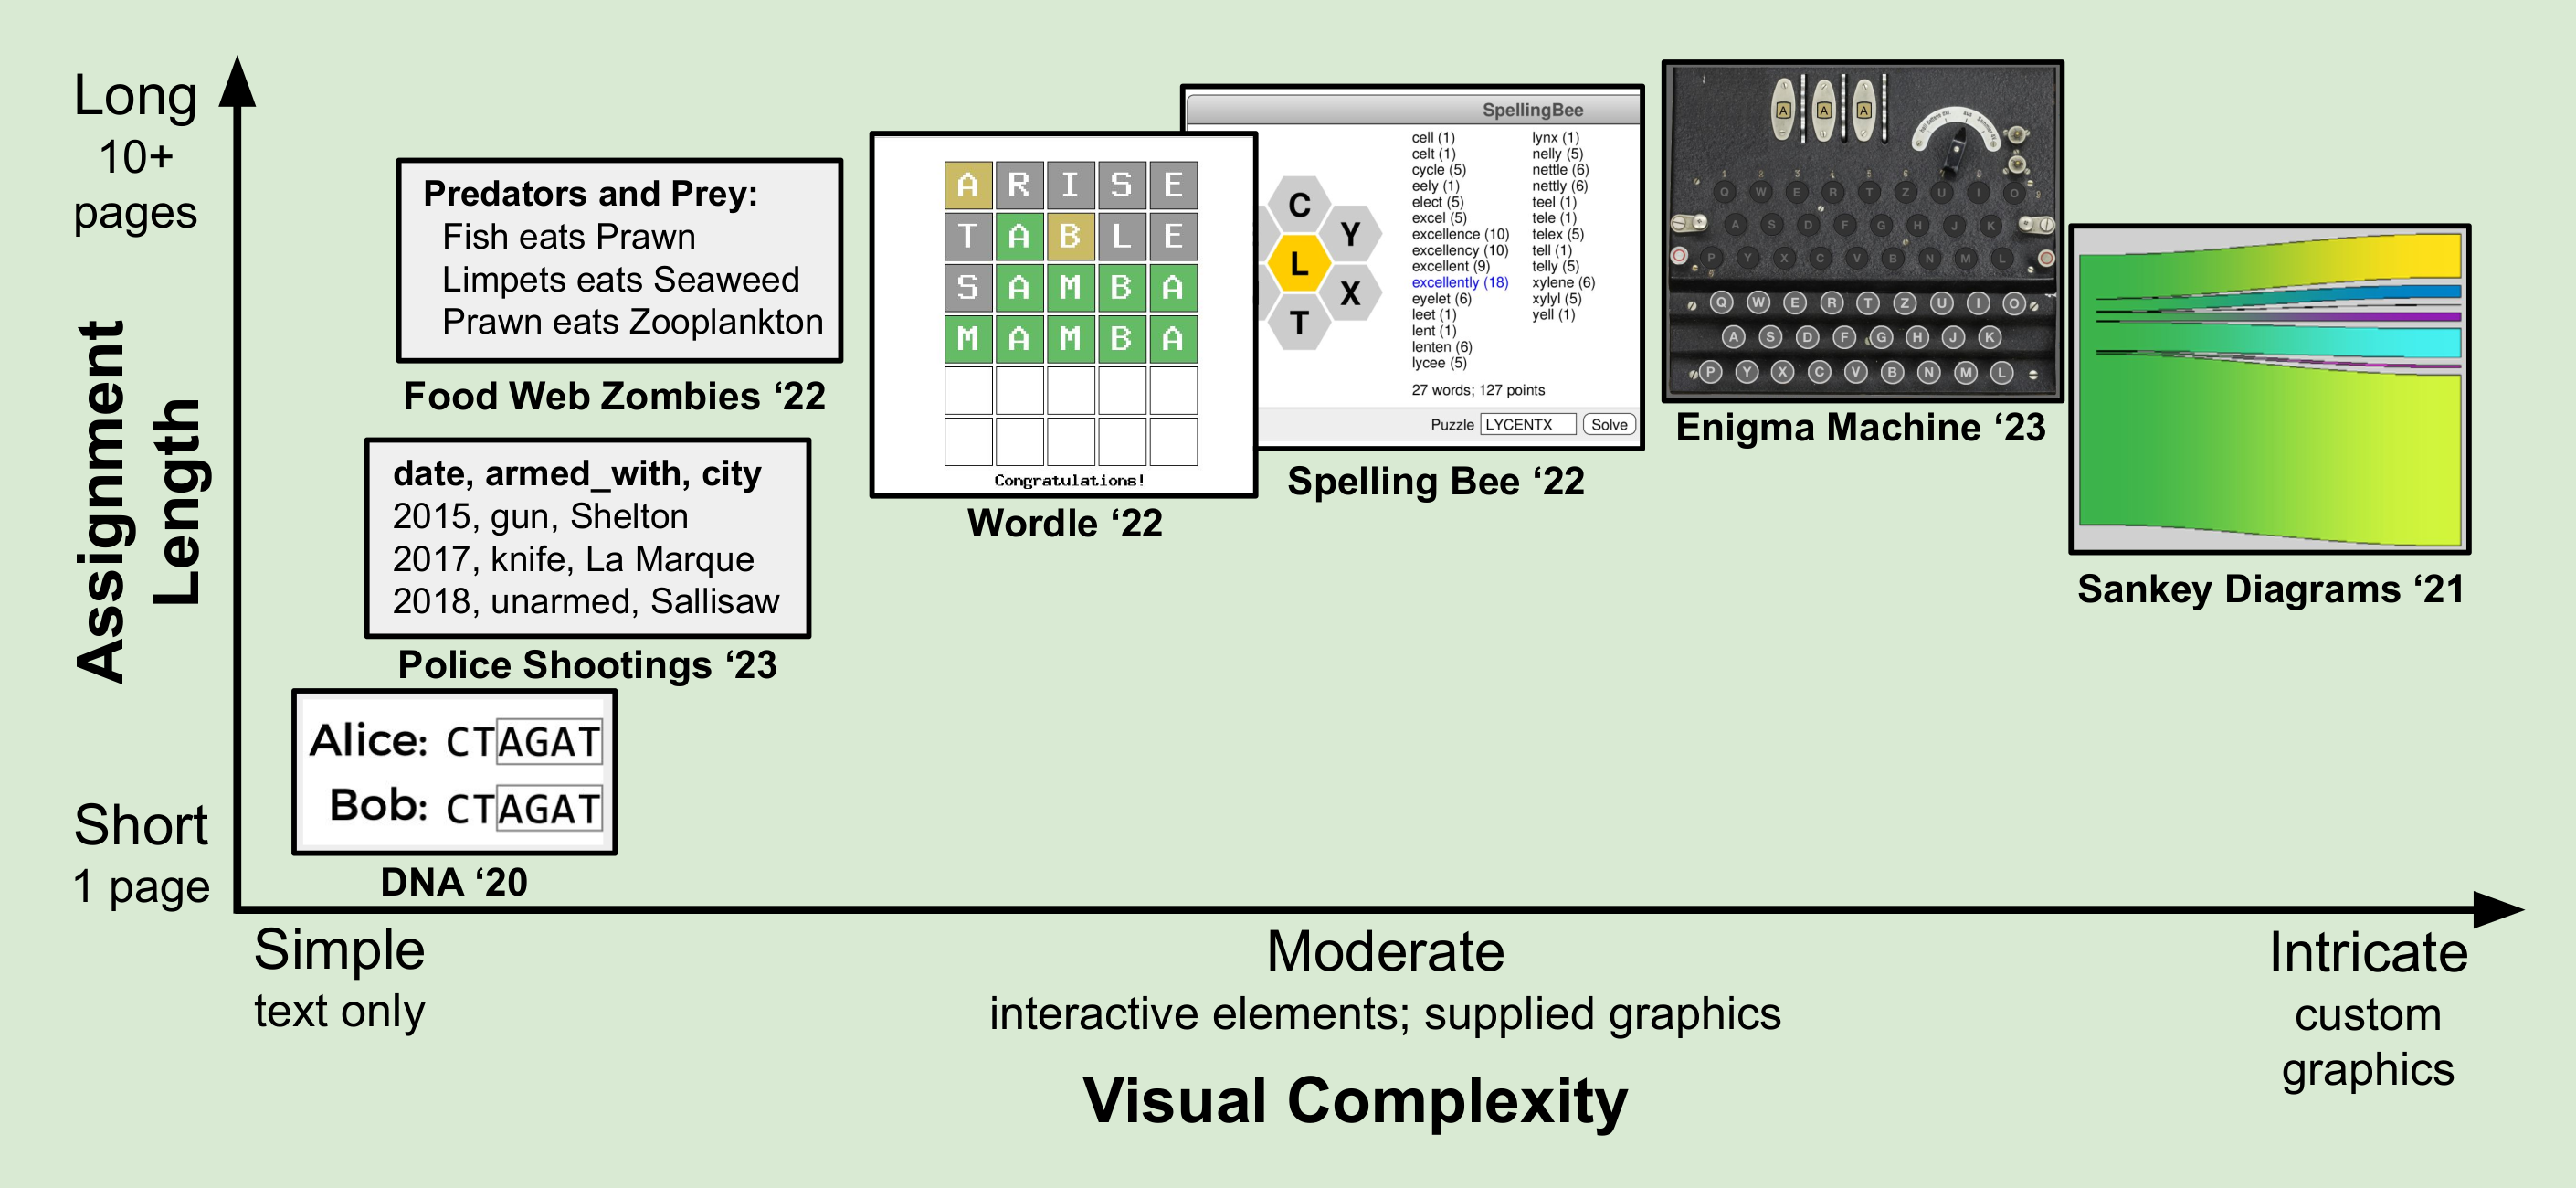 Long
10+
pages
Assignment
Length
Short
1 page
Predators and Prey:
Fish eats Prawn
Limpets eats Seaweed
Prawn eats Zooplankton
Food Web Zombies ‘22
date, armed_with, city
2015, gun, Shelton
2017, knife, La Marque
2018, unarmed, Sallisaw
Police Shootings ‘23
Alice: CTAGAT
Bob: CTAGAT
DNA ‘20
A R I S E
T A B L E
S A M B A
M A M B A
Congratulations!
Wordle ‘22
SpellingBee
C
Y
L
X
T
cell (1)
celt (1)
cycle (5)
eely (1)
elect (5)
excel (5)
excellence (10)
excellency (10)
excellent (9)
excellently (18)
eyelet (6)
leet (1)
lent (1)
lenten (6)
lycee (5)
lynx (1)
nelly (5)
nettle (6)
nettly (6)
teel (1)
tele (1)
telex (5)
tell (1)
telly (5)
xylene (6)
xylyl (5)
yell (1)
27 words; 127 points
Puzzle LYCENTX Solve
Spelling Bee ‘22
A A A
Q W E R T Z U I O
A S D F G H J K
P Y X C V B N M L
Q W E R T Z U I O
A S D F G H J K
P Y X C V B N M L
Enigma Machine ‘23
Sankey Diagrams ‘21
Simple
text only
Moderate
interactive elements; supplied graphics
Intricate
custom
graphics
Visual Complexity